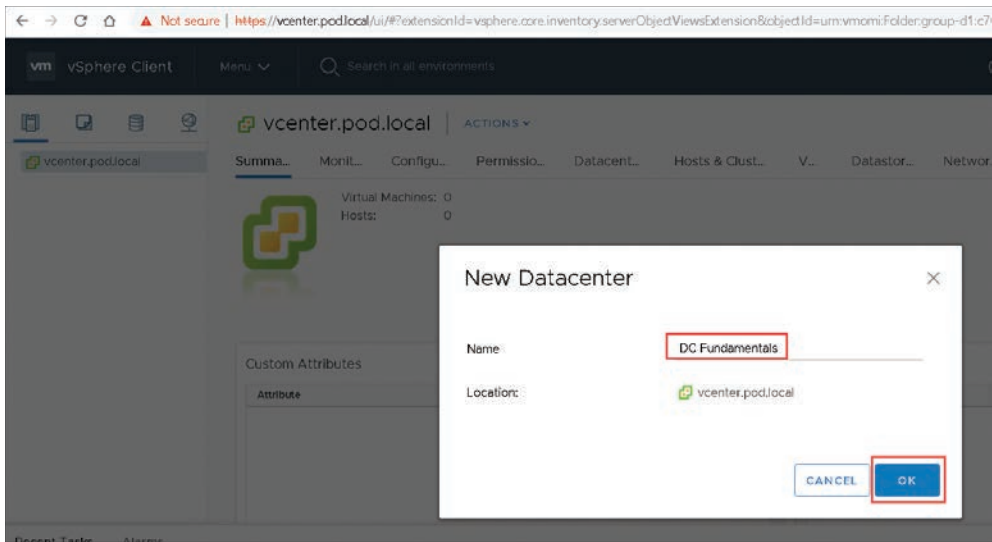 Not secure | https://vcenter.pod.local/ui/#?extensionId=vsphere.core.inventory.serverObjectViewsExtension&objectId=urn:vmomi:Folder:group-d1:c7
vm vSphere Client Menu Search in all environments
vcenter.pod.local ACTIONS
vcenter.pod.local
Summa... Monit... Configu... Permissio... Datacent... Hosts & Clust... V... Datastor... Networ
Virtual Machines: 0
Hosts: 0
New Datacenter
Name DC Fundamentals
Custom Attributes
Attribute
Location: vcenter.pod.local
CANCEL OK
Recent Tasks Alarms